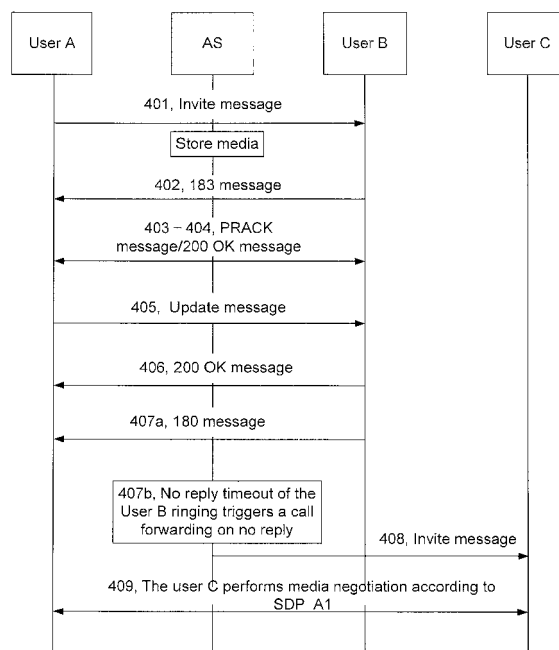 User A
AS
User B
User C
401, Invite message
Store media
402, 183 message
403 – 404, PRACK
message/200 OK message
405, Update message
406, 200 OK message
407a, 180 message
407b, No reply timeout of the
User B ringing triggers a call
forwarding on no reply
408, Invite message
409, The user C performs media negotiation according to
SDP_A1